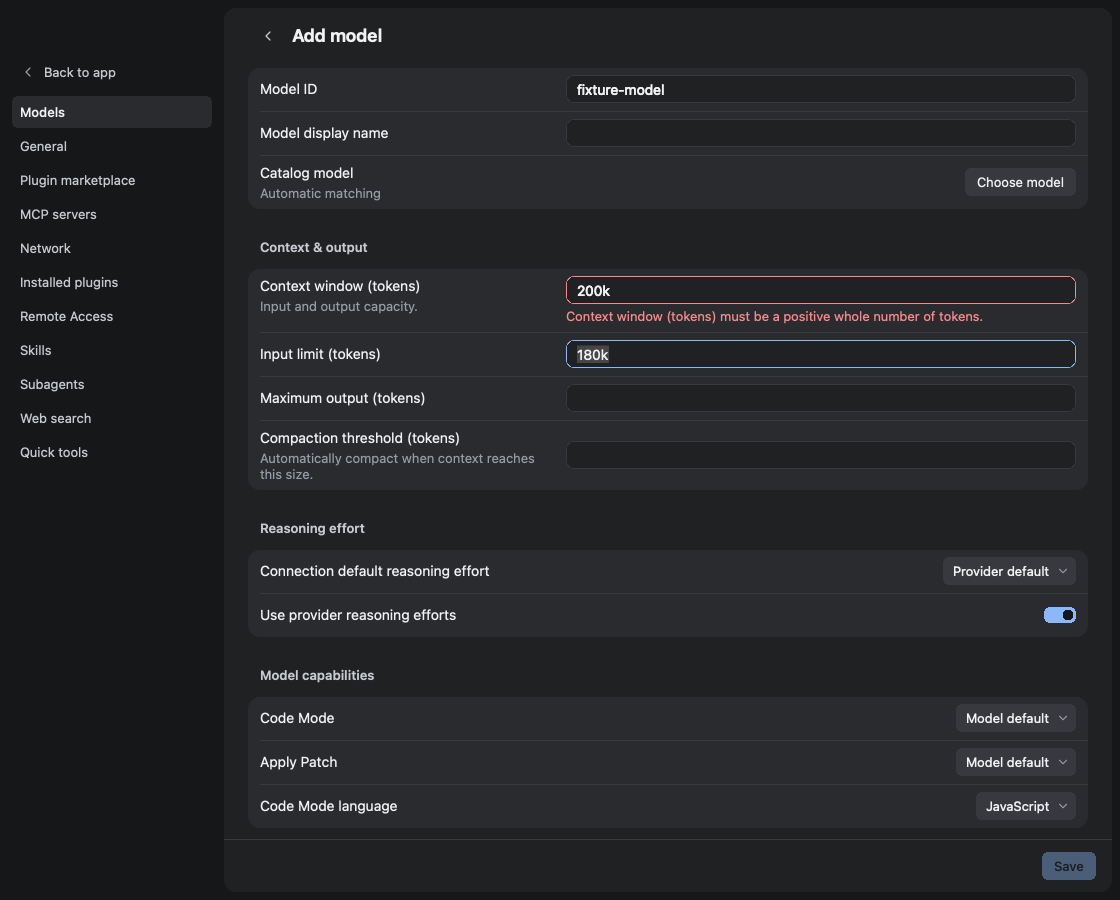 Add model
Back to app
Models
General
Plugin marketplace
MCP servers
Network
Installed plugins
Remote Access
Skills
Subagents
Web search
Quick tools
Model ID
fixture-model
Model display name
Catalog model
Automatic matching
Choose model
Context & output
Context window (tokens)
Input and output capacity.
200k
Context window (tokens) must be a positive whole number of tokens.
Input limit (tokens)
180k
Maximum output (tokens)
Compaction threshold (tokens)
Automatically compact when context reaches
this size.
Reasoning effort
Connection default reasoning effort
Provider default
Use provider reasoning efforts
Model capabilities
Code Mode
Model default
Apply Patch
Model default
Code Mode language
JavaScript
Save